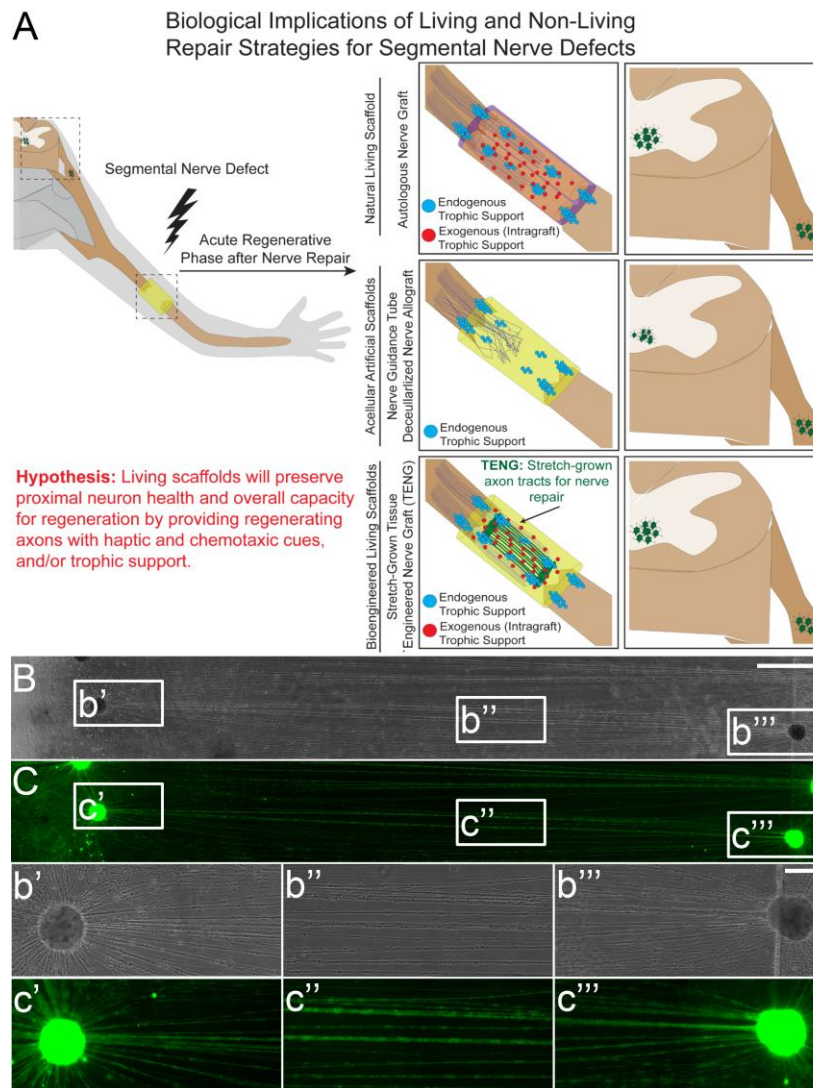 A
Biological Implications of Living and Non-Living
Repair Strategies for Segmental Nerve Defects
Segmental Nerve Defect
Acute Regenerative
Phase after Nerve Repair
Natural Living Scaffold
Autologous Nerve Graft
Endogenous
Trophic Support
Exogenous (Intragraft)
Trophic Support
Acellular Artificial Scaffolds
Nerve Guidance Tube
Deceullarlized Nerve Allograft
Endogenous
Trophic Support
Hypothesis: Living scaffolds will preserve
proximal neuron health and overall capacity
for regeneration by providing regenerating
axons with haptic and chemotaxic cues,
and/or trophic support.
Bioengineered Living Scaffolds
Stretch-Grown Tissue
Engineered Nerve Graft (TENG)
TENG: Stretch-grown
axon tracts for nerve
repair
Endogenous
Trophic Support
Exogenous (Intragraft)
Trophic Support
B
b'
b''
b'''
C
c'
c''
c'''
b'
b''
b'''
c'
c''
c'''